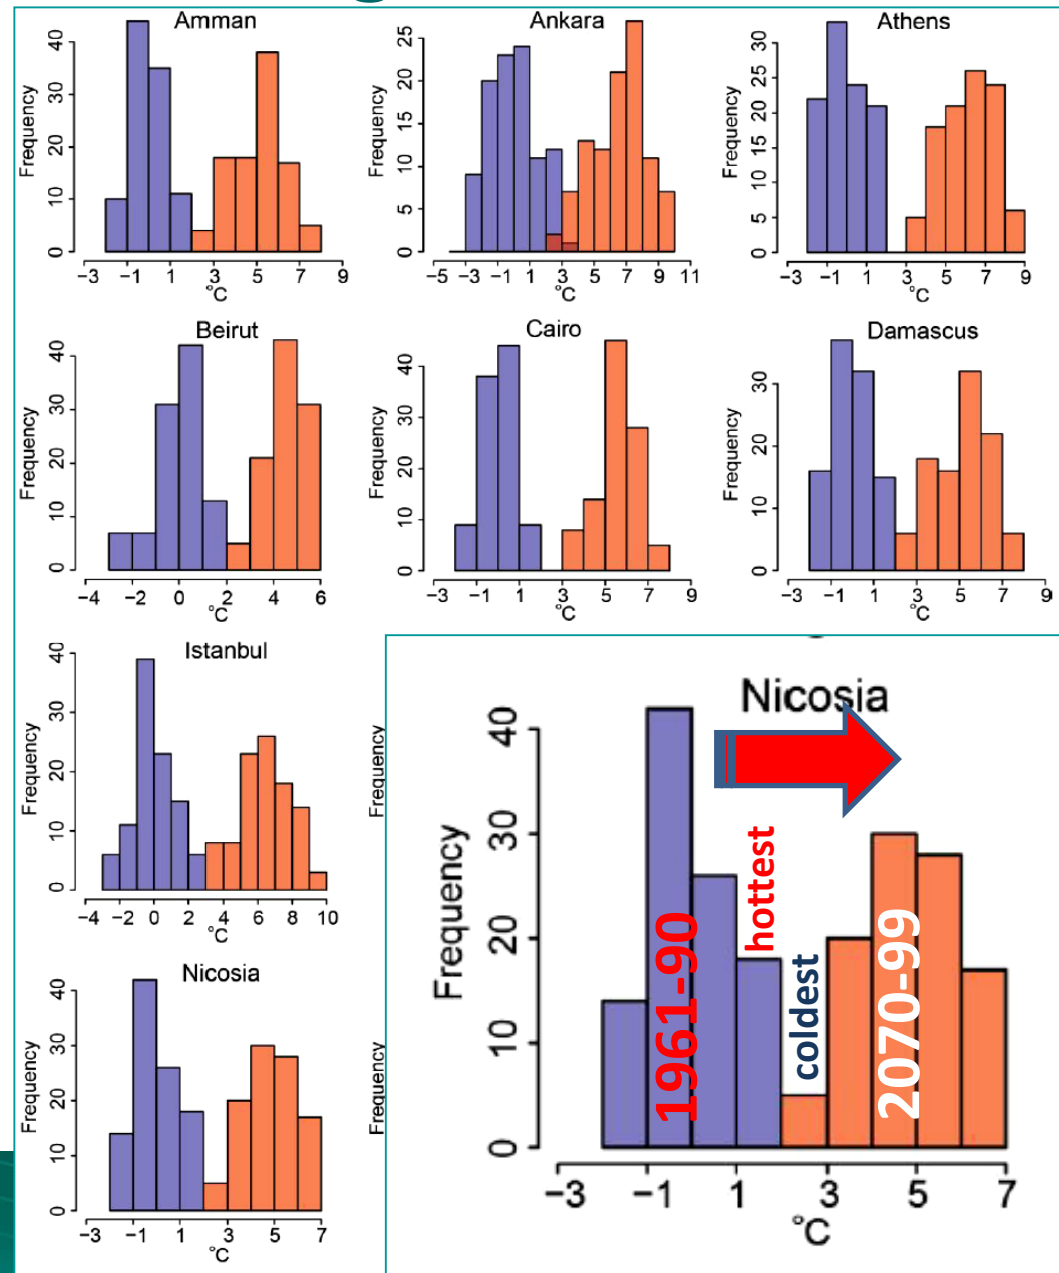 Amman
Frequency
0 10 20 30 40
−3 −1 1 3 5 7 9
°C
Ankara
Frequency
0 5 10 15 20 25
−5 −3 −1 1 3 5 7 9 11
°C
Athens
Frequency
0 5 10 15 20 25 30
−3 −1 1 3 5 7 9
°C
Beirut
Frequency
0 10 20 30 40
−4 −2 0 2 4 6
°C
Cairo
Frequency
0 10 20 30 40
−3 −1 1 3 5 7 9
°C
Damascus
Frequency
0 10 20 30
−3 −1 1 3 5 7 9
°C
Istanbul
Frequency
0 10 20 30 40
−4 −2 0 2 4 6 8 10
°C
Frequency
Nicosia
Frequency
0 10 20 30 40
−3 −1 1 3 5 7
°C
Frequency
Nicosia
Frequency
0 10 20 30 40
1961-90
hottest
coldest
2070-99
−3 −1 1 3 5 7
°C